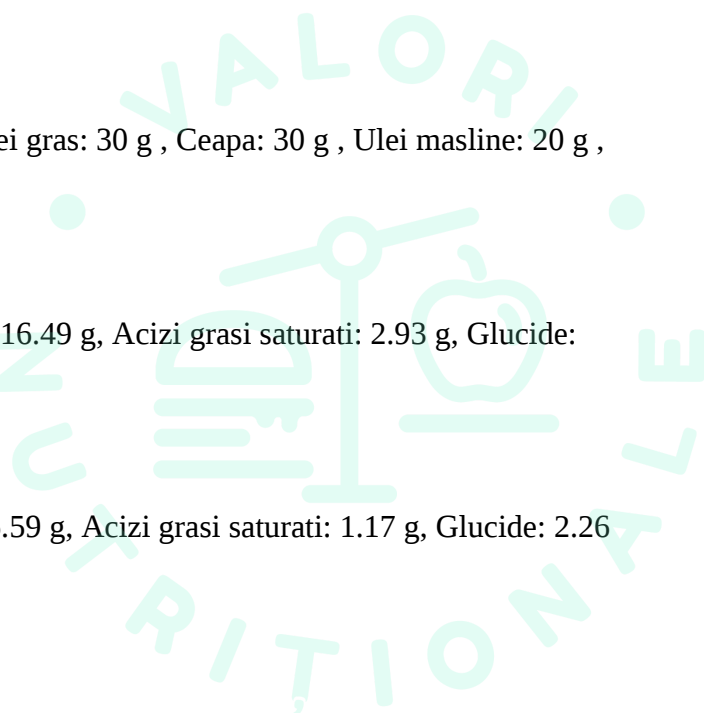 VALORI
ei gras: 30 g , Ceapa: 30 g , Ulei masline: 20 g ,
16.49 g, Acizi grasi saturati: 2.93 g, Glucide:
.59 g, Acizi grasi saturati: 1.17 g, Glucide: 2.26
NUTRITIONALE